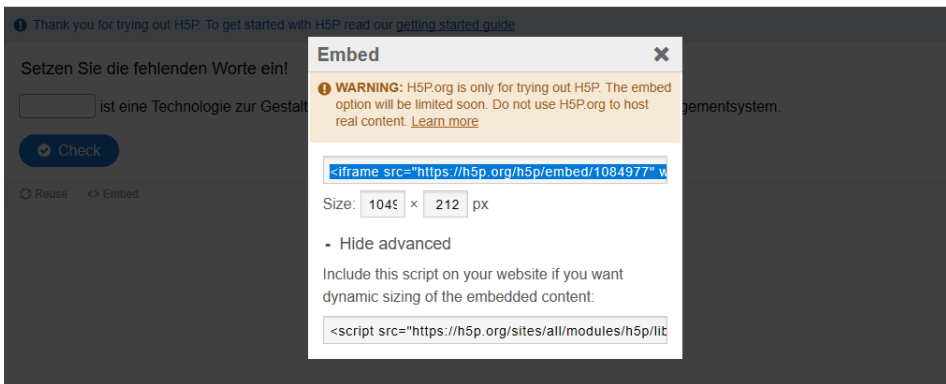 Thank you for trying out H5P. To get started with H5P read our getting started guide
Setzen Sie die fehlenden Worte ein!
ist eine Technologie zur Gestalt
gementsystem.
Check
Reuse <> Embed
Embed
WARNING: H5P.org is only for trying out H5P. The embed
option will be limited soon. Do not use H5P.org to host
real content. Learn more
<iframe src="https://h5p.org/h5p/embed/1084977" w
Size: 1049 × 212 px
- Hide advanced
Include this script on your website if you want
dynamic sizing of the embedded content:
<script src="https://h5p.org/sites/all/modules/h5p/lib